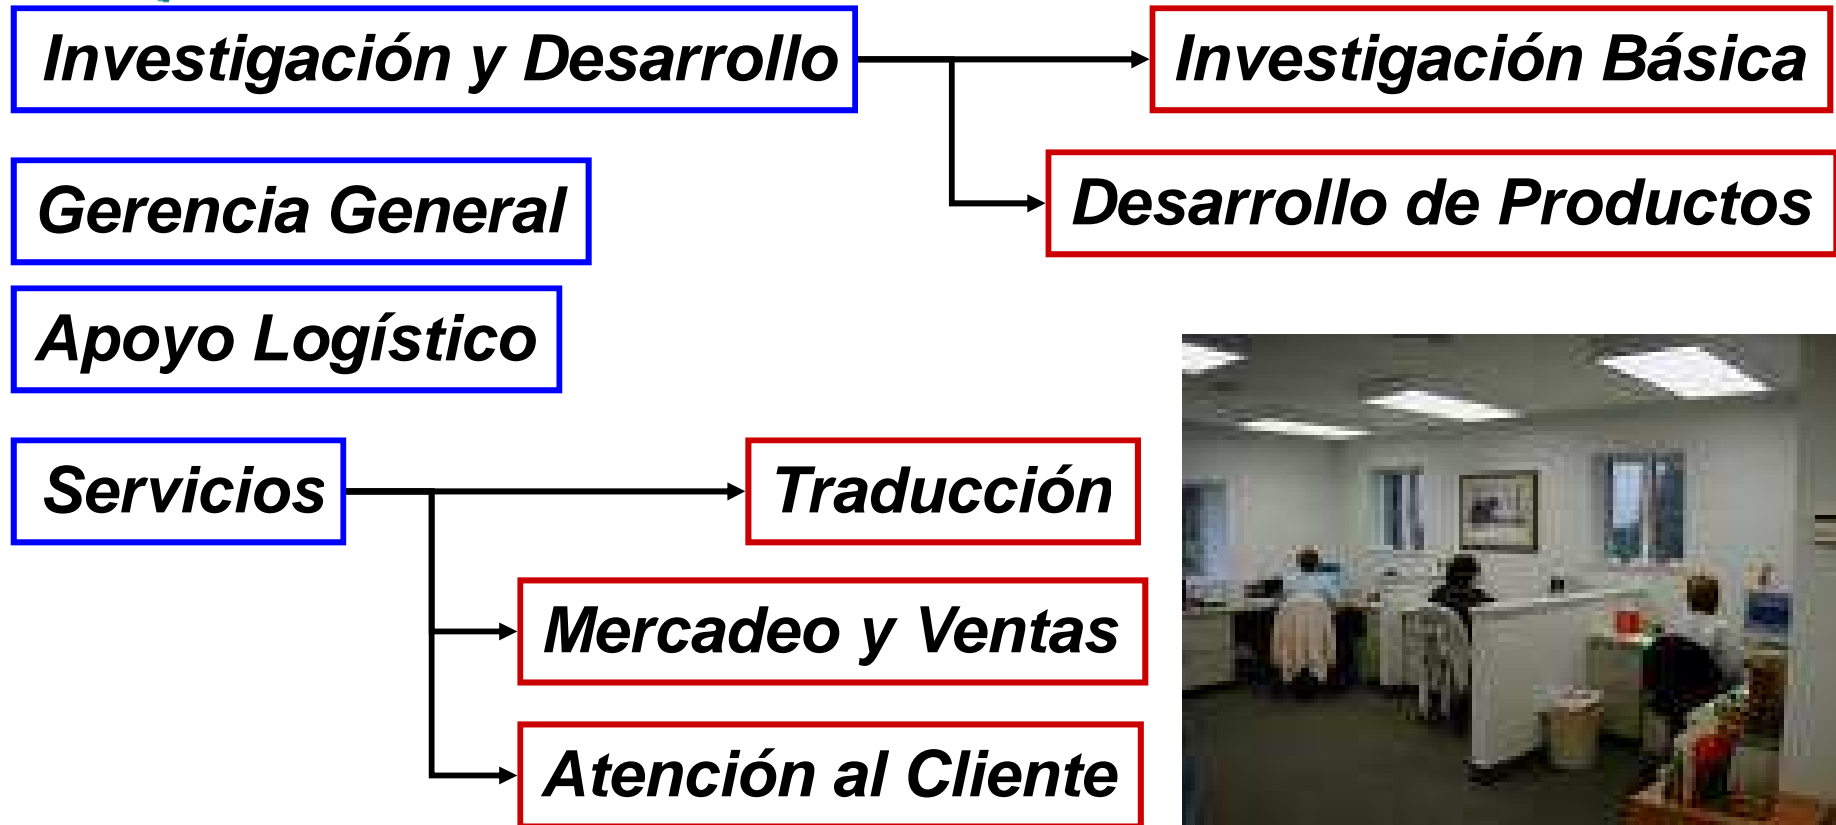 Investigación y Desarrollo
Investigación Básica
Desarrollo de Productos
Gerencia General
Apoyo Logístico
Servicios
Traducción
Mercadeo y Ventas
Atención al Cliente